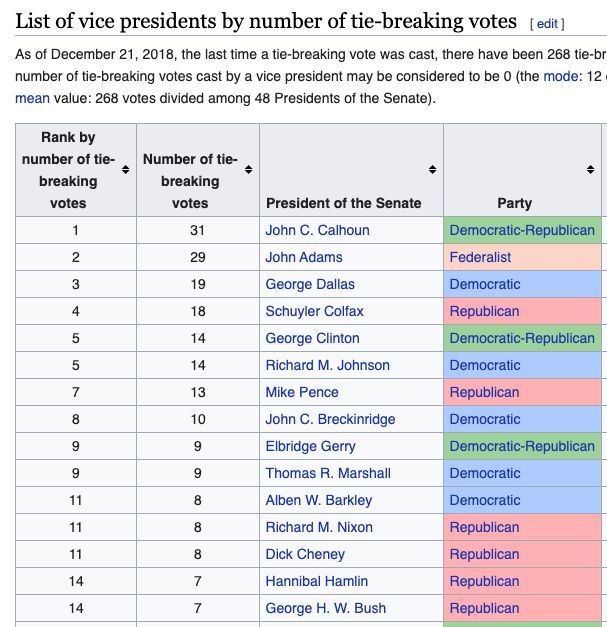 List of vice presidents by number of tie-breaking votes [ edit ]
As of December 21, 2018, the last time a tie-breaking vote was cast, there have been 268 tie-br
number of tie-breaking votes cast by a vice president may be considered to be 0 (the mode: 12
mean value: 268 votes divided among 48 Presidents of the Senate).
Rank by number of tie-breaking votes Number of tie-breaking votes President of the Senate Party
1 31 John C. Calhoun Democratic-Republican
2 29 John Adams Federalist
3 19 George Dallas Democratic
4 18 Schuyler Colfax Republican
5 14 George Clinton Democratic-Republican
5 14 Richard M. Johnson Democratic
7 13 Mike Pence Republican
8 10 John C. Breckinridge Democratic
9 9 Elbridge Gerry Democratic-Republican
9 9 Thomas R. Marshall Democratic
11 8 Alben W. Barkley Democratic
11 8 Richard M. Nixon Republican
11 8 Dick Cheney Republican
14 7 Hannibal Hamlin Republican
14 7 George H. W. Bush Republican